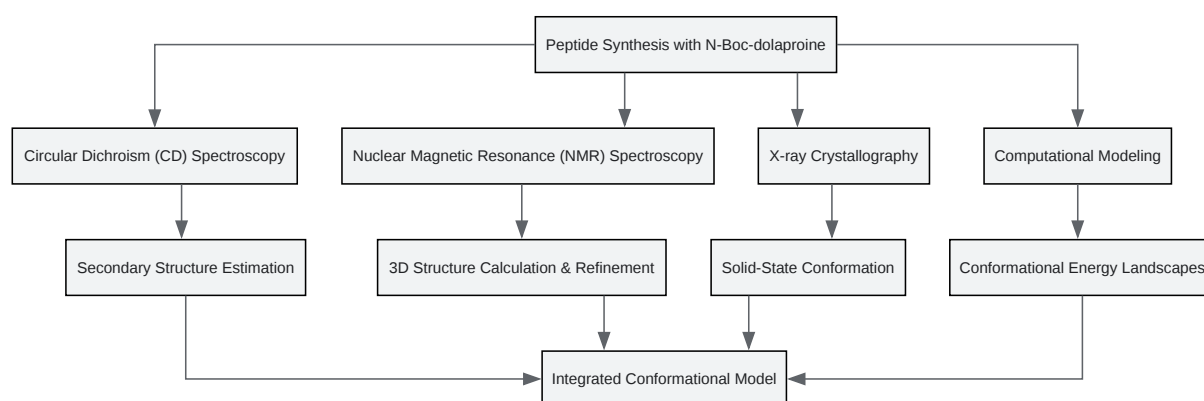 Peptide Synthesis with N-Boc-dolaproine
Circular Dichroism (CD) Spectroscopy
Nuclear Magnetic Resonance (NMR) Spectroscopy
X-ray Crystallography
Computational Modeling
Secondary Structure Estimation
3D Structure Calculation & Refinement
Solid-State Conformation
Conformational Energy Landscapes
Integrated Conformational Model